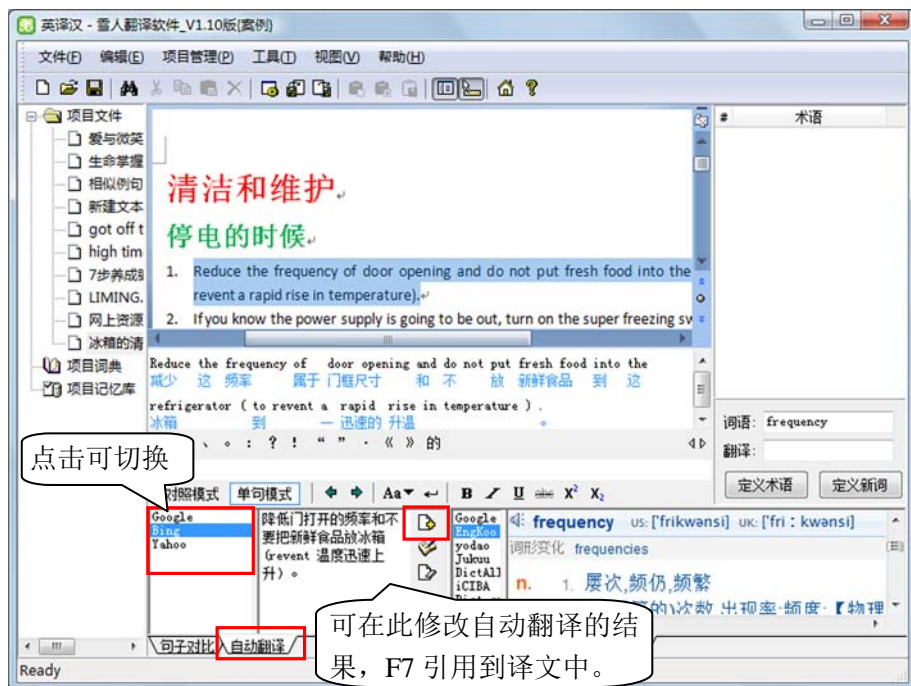 英译汉 - 雪人翻译软件_V1.10版(案例)
文件(F) 编辑(E) 项目管理(P) 工具(T) 视图(V) 帮助(H)
项目文件
爱与微笑
生命掌握
相似例句
新建文本
got off t
high tim
7步养成
LIMING.
网上资源
冰箱的清
项目词典
项目记忆库
清洁和维护
停电的时候
1. Reduce the frequency of door opening and do not put fresh food into the
revent a rapid rise in temperature).
2. If you know the power supply is going to be out, turn on the super freezing sv
Reduce the frequency of door opening and do not put fresh food into the
减少 这 频率 属于 门框尺寸 和 不 放 新鲜食品 到 这
refrigerator ( to revent a rapid rise in temperature ) .
冰箱 到 一 迅速的 升温 。
、 。 : ? ! “ ” · 《 》 的
# 术语
词语: frequency
翻译:
定义术语 定义新词
点击可切换
对照模式 单句模式 Aa B I U abc X² X₂
Google
Bing
Yahoo
降低门打开的频率和不
要把新鲜食品放冰箱
(revent 温度迅速上
升)。
Google
EngKoo
yodao
Jukuu
DictAll
iCIBA
frequency US: ['frikwənsi] UK: ['fri:kwənsi]
词形变化 frequencies
n. 1. 屡次,频仍,频繁
次数,出现率;频度;【物理
可在此修改自动翻译的结
果，F7 引用到译文中。
句子对比 自动翻译
Ready